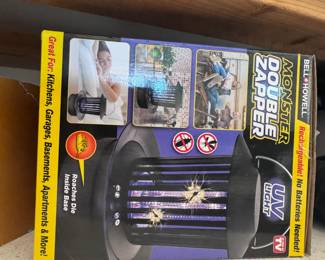 BELL+HOWELL
MONSTER
DOUBLE
ZAPPER
Rechargeable! No Batteries Needed!
UV
LIGHT
Great For: Kitchens, Garages, Basements, Apartments & More!
Roaches Die
Inside Base